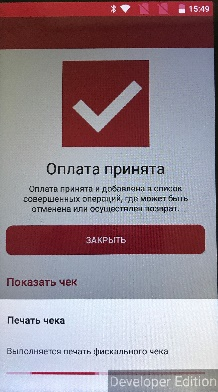 15:49
Оплата принята
Оплата принята и добавлена в список
совершенных операций, где может быть
отменена или осуществлен возврат.
ЗАКРЫТЬ
Показать чек
Печать чека
Выполняется печать фискального чека
Developer Edition